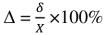 Δ = δ/x ×100%